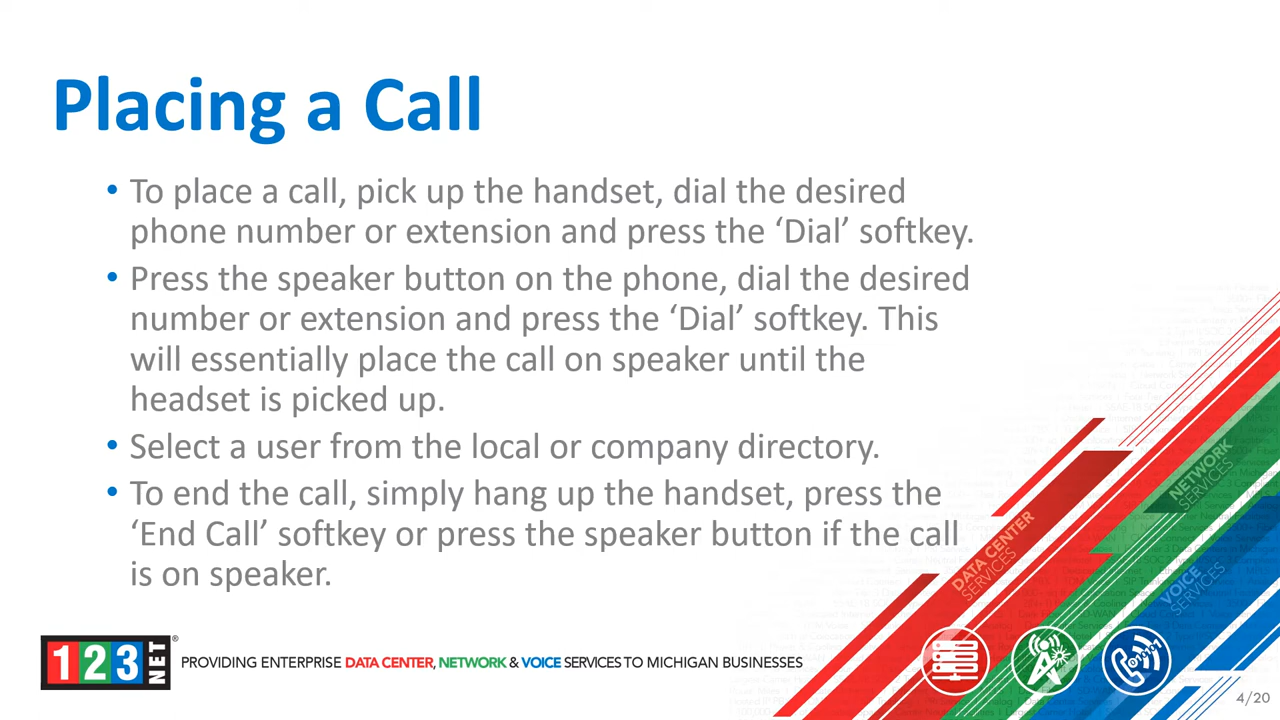 Placing a Call
• To place a call, pick up the handset, dial the desired
phone number or extension and press the ‘Dial’ softkey.
• Press the speaker button on the phone, dial the desired
number or extension and press the ‘Dial’ softkey. This
will essentially place the call on speaker until the
headset is picked up.
• Select a user from the local or company directory.
• To end the call, simply hang up the handset, press the
‘End Call’ softkey or press the speaker button if the call
is on speaker.
NETWORK
SERVICES
DATA CENTER
SERVICES
VOICE
SERVICES
123 NET®
PROVIDING ENTERPRISE DATA CENTER, NETWORK & VOICE SERVICES TO MICHIGAN BUSINESSES
4/20